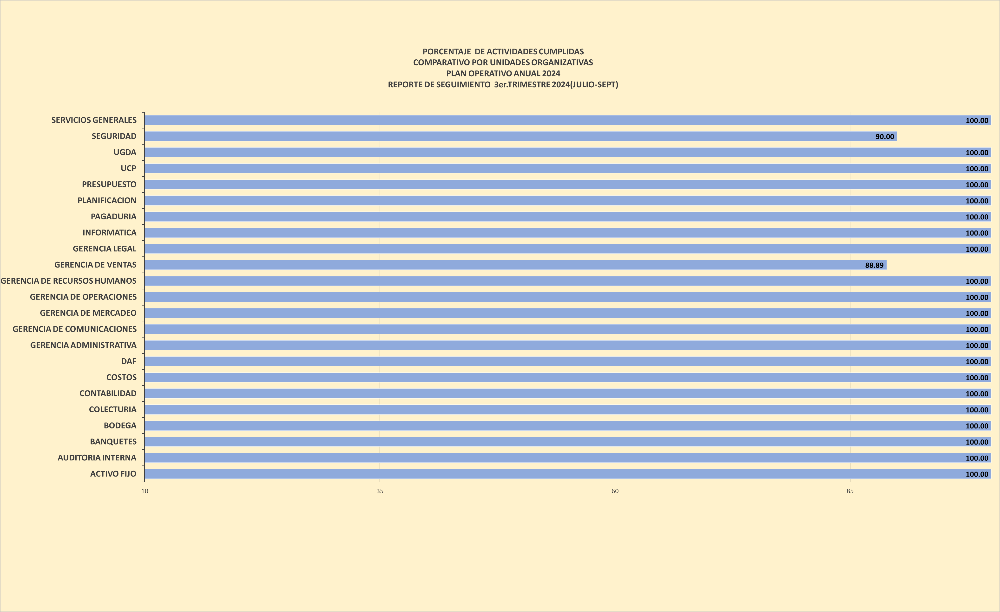 PORCENTAJE DE ACTIVIDADES CUMPLIDAS
COMPARATIVO POR UNIDADES ORGANIZATIVAS
PLAN OPERATIVO ANUAL 2024
REPORTE DE SEGUIMIENTO 3er.TRIMESTRE 2024(JULIO-SEPT)
SERVICIOS GENERALES 100.00
SEGURIDAD 90.00
UGDA 100.00
UCP 100.00
PRESUPUESTO 100.00
PLANIFICACION 100.00
PAGADURIA 100.00
INFORMATICA 100.00
GERENCIA LEGAL 100.00
GERENCIA DE VENTAS 88.89
GERENCIA DE RECURSOS HUMANOS 100.00
GERENCIA DE OPERACIONES 100.00
GERENCIA DE MERCADEO 100.00
GERENCIA DE COMUNICACIONES 100.00
GERENCIA ADMINISTRATIVA 100.00
DAF 100.00
COSTOS 100.00
CONTABILIDAD 100.00
COLECTURIA 100.00
BODEGA 100.00
BANQUETES 100.00
AUDITORIA INTERNA 100.00
ACTIVO FIJO 100.00
10 35 60 85